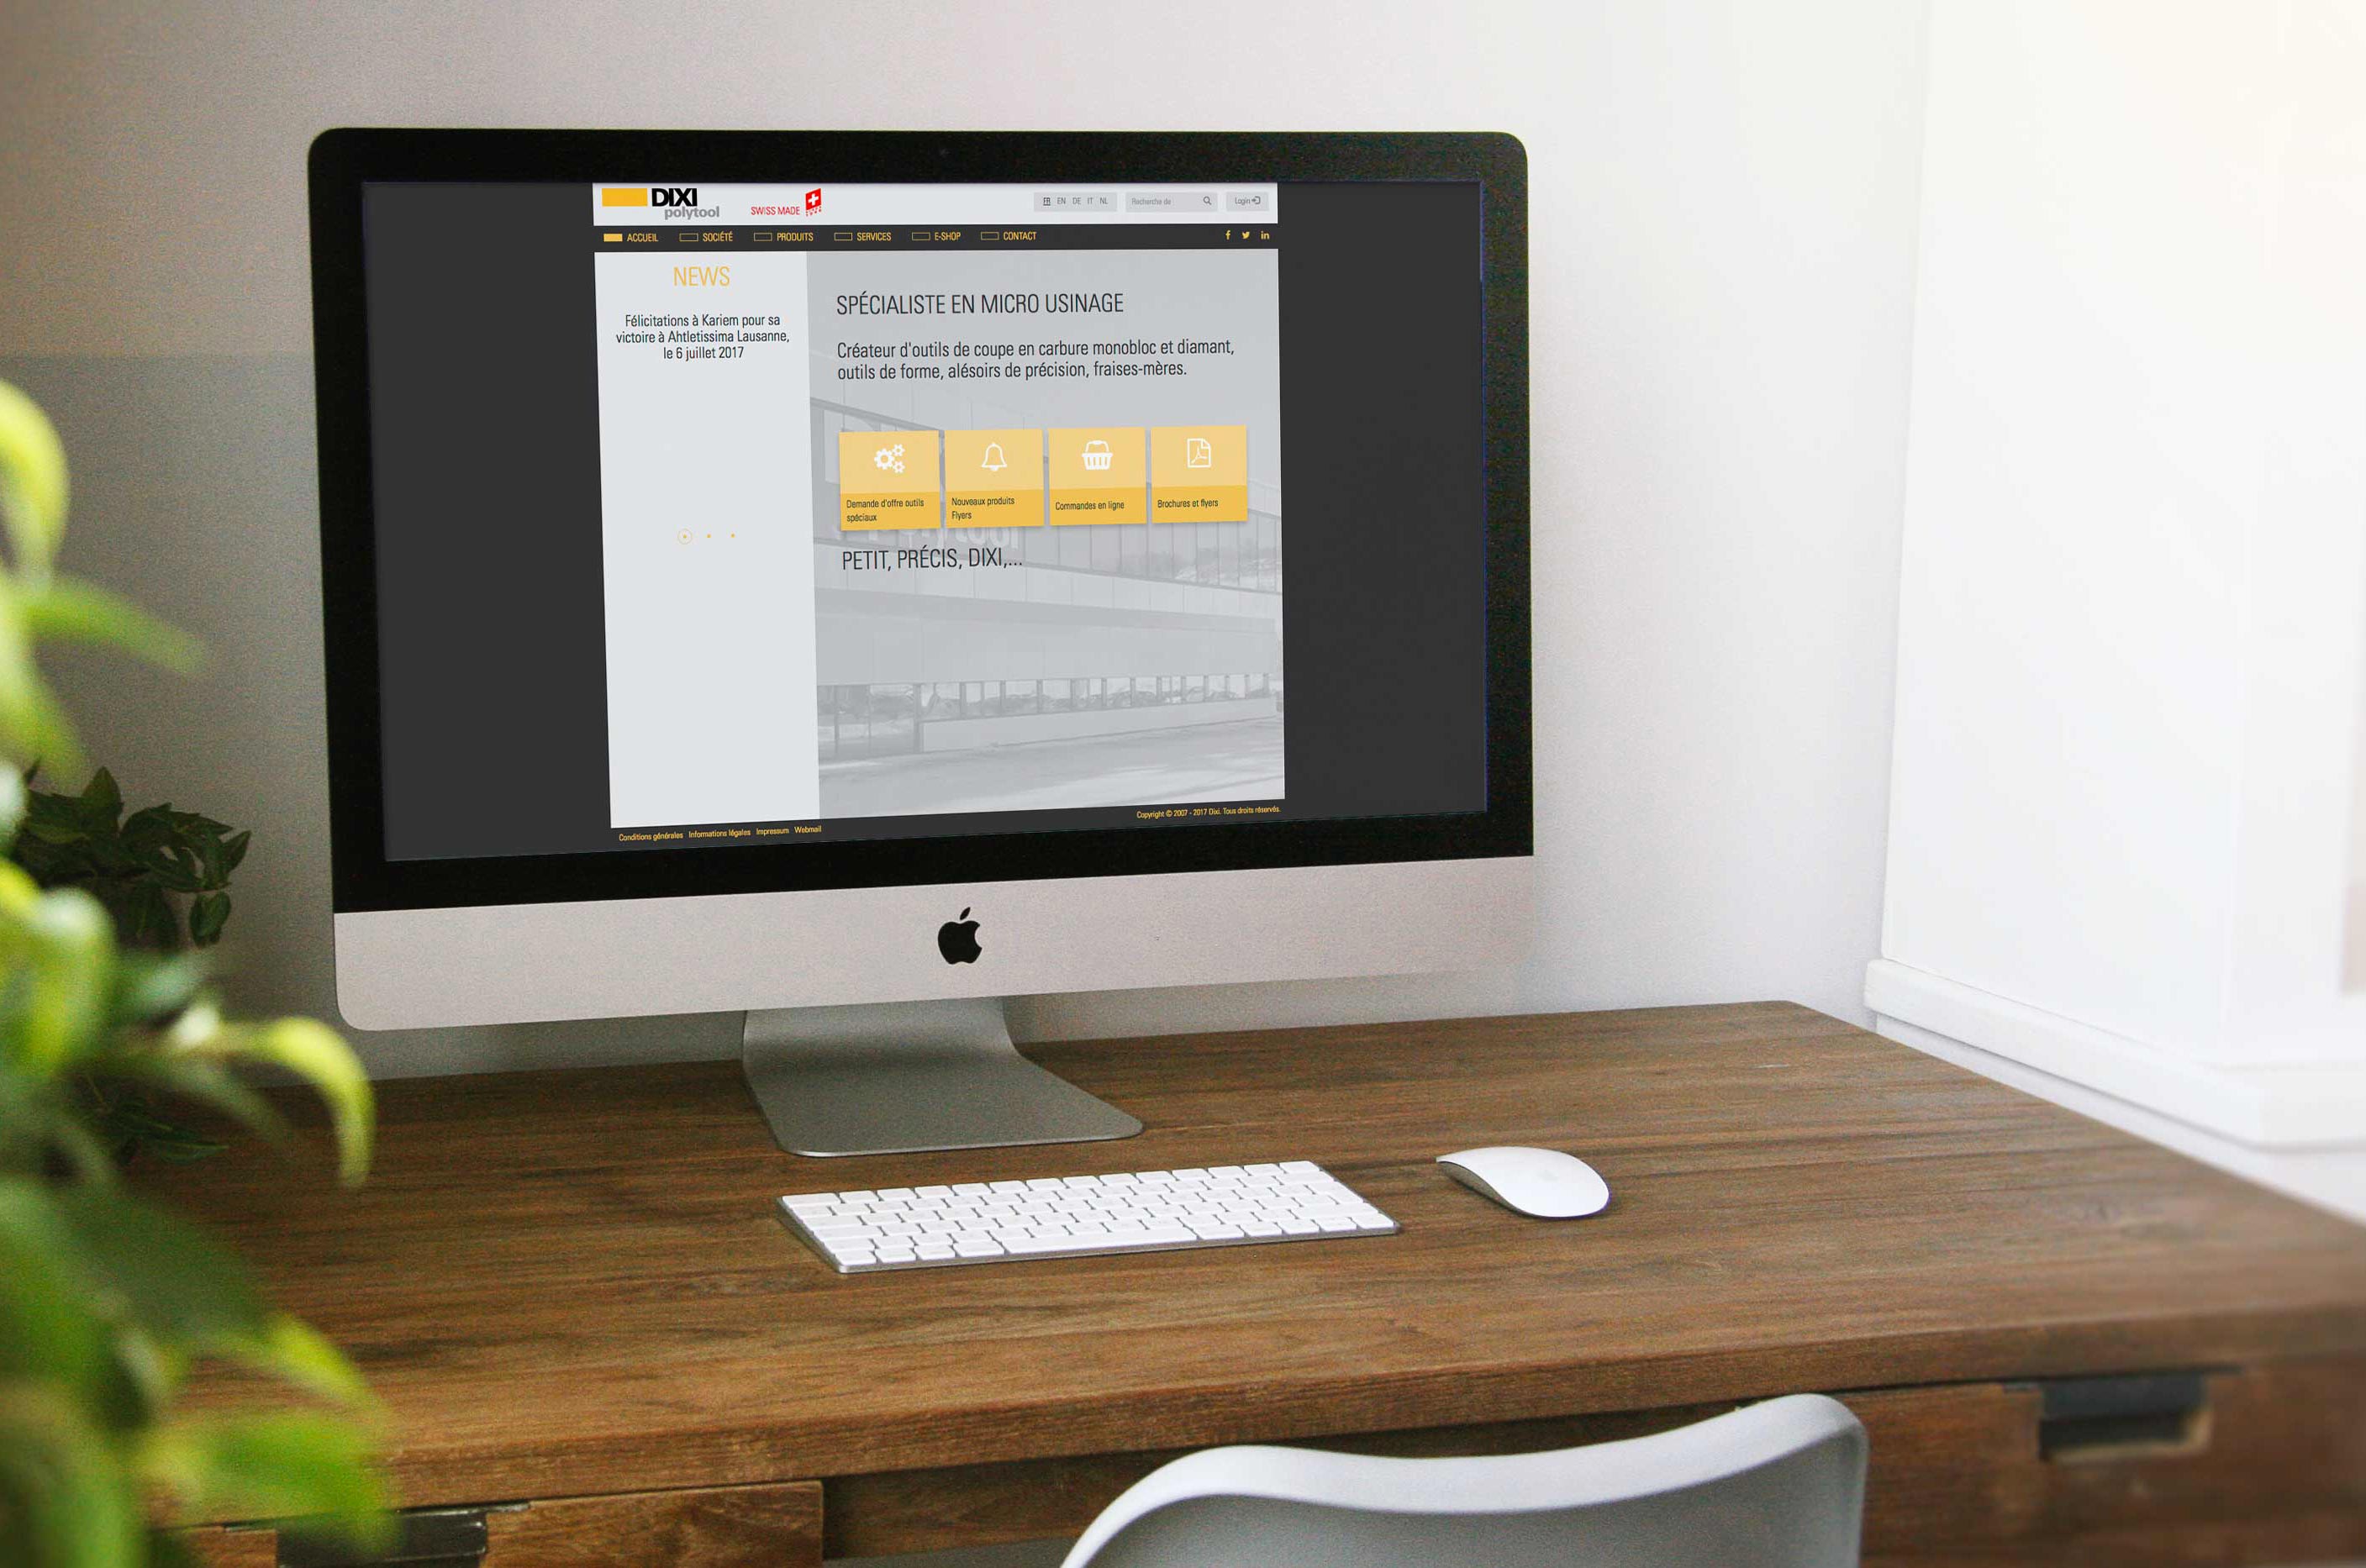 DIXI
polytool
SWISS MADE
FR EN DE IT NL
Recherche de
Login
ACCUEIL SOCIÉTÉ PRODUITS SERVICES E-SHOP CONTACT
NEWS
Félicitations à Kariem pour sa
victoire à Ahtletissima Lausanne,
le 6 juillet 2017
SPÉCIALISTE EN MICRO USINAGE
Créateur d'outils de coupe en carbure monobloc et diamant,
outils de forme, alésoirs de précision, fraises-mères.
Demande d'offre outils
spéciaux
Nouveaux produits
Flyers
Commandes en ligne
Brochures et flyers
PETIT, PRÉCIS, DIXI,...
Conditions générales Informations légales Impressum Webmail
Copyright © 2007 - 2017 Dixi. Tous droits réservés.